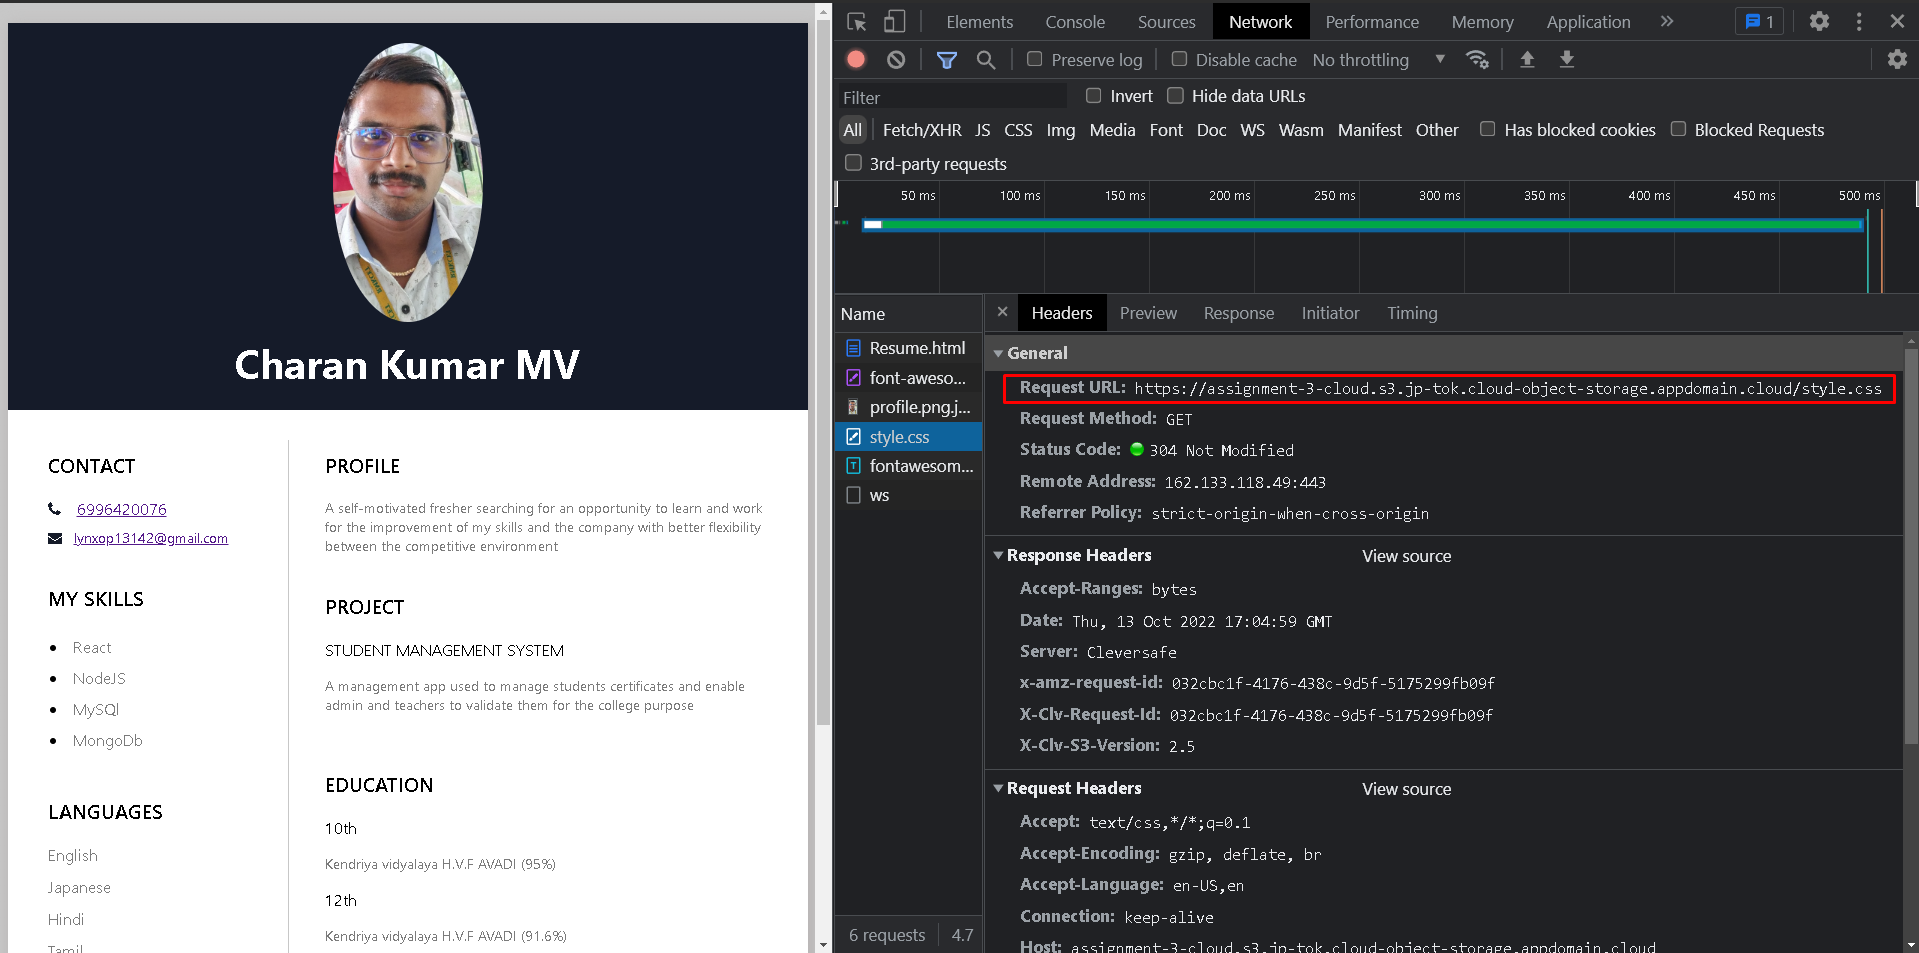 Charan Kumar MV
CONTACT
6996420076
lynxop13142@gmail.com
MY SKILLS
React
NodeJS
MySQl
MongoDb
LANGUAGES
English
Japanese
Hindi
Tamil
PROFILE
A self-motivated fresher searching for an opportunity to learn and work
for the improvement of my skills and the company with better flexibility
between the competitive environment
PROJECT
STUDENT MANAGEMENT SYSTEM
A management app used to manage students certificates and enable
admin and teachers to validate them for the college purpose
EDUCATION
10th
Kendriya vidyalaya H.V.F AVADI (95%)
12th
Kendriya vidyalaya H.V.F AVADI (91.6%)
Elements Console Sources Network Performance Memory Application » 1
Preserve log Disable cache No throttling
Filter Invert Hide data URLs
All Fetch/XHR JS CSS Img Media Font Doc WS Wasm Manifest Other Has blocked cookies Blocked Requests
3rd-party requests
50 ms 100 ms 150 ms 200 ms 250 ms 300 ms 350 ms 400 ms 450 ms 500 ms
Name
Resume.html
font-aweso...
profile.png.j...
style.css
fontawesom...
ws
6 requests 4.7
Headers Preview Response Initiator Timing
General
Request URL: https://assignment-3-cloud.s3.jp-tok.cloud-object-storage.appdomain.cloud/style.css
Request Method: GET
Status Code: 304 Not Modified
Remote Address: 162.133.118.49:443
Referrer Policy: strict-origin-when-cross-origin
Response Headers View source
Accept-Ranges: bytes
Date: Thu, 13 Oct 2022 17:04:59 GMT
Server: Cleversafe
x-amz-request-id: 032cbc1f-4176-438c-9d5f-5175299fb09f
X-Clv-Request-Id: 032cbc1f-4176-438c-9d5f-5175299fb09f
X-Clv-S3-Version: 2.5
Request Headers View source
Accept: text/css,*/*;q=0.1
Accept-Encoding: gzip, deflate, br
Accept-Language: en-US,en
Connection: keep-alive
Host: assignment-3-cloud.s3.jp-tok.cloud-object-storage.appdomain.cloud